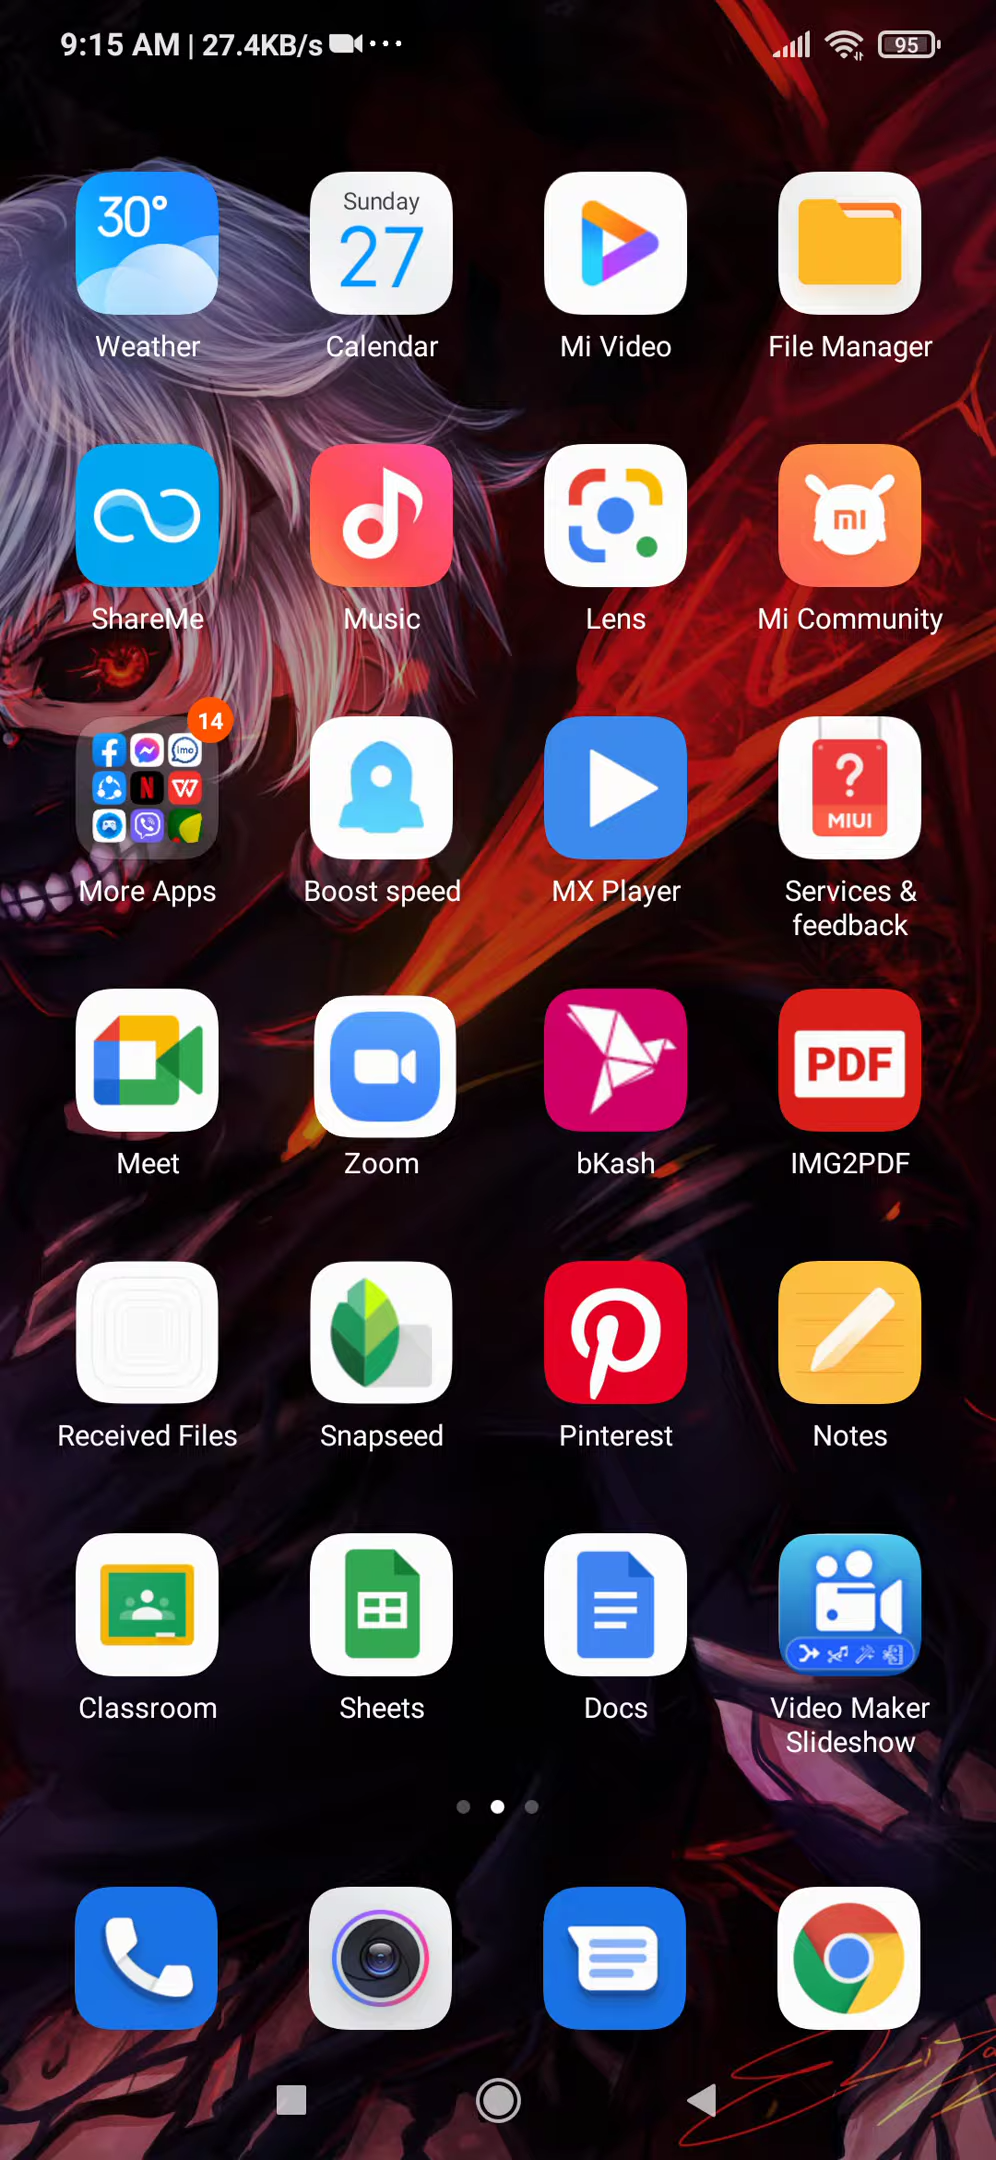 9:15 AM | 27.4KB/s ...
95
30°
Sunday
27
Weather
Calendar
Mi Video
File Manager
mi
ShareMe
Music
Lens
Mi Community
14
imo
N
W
?
MIUI
More Apps
Boost speed
MX Player
Services &
feedback
PDF
Meet
Zoom
bKash
IMG2PDF
Received Files
Snapseed
Pinterest
Notes
Classroom
Sheets
Docs
Video Maker
Slideshow